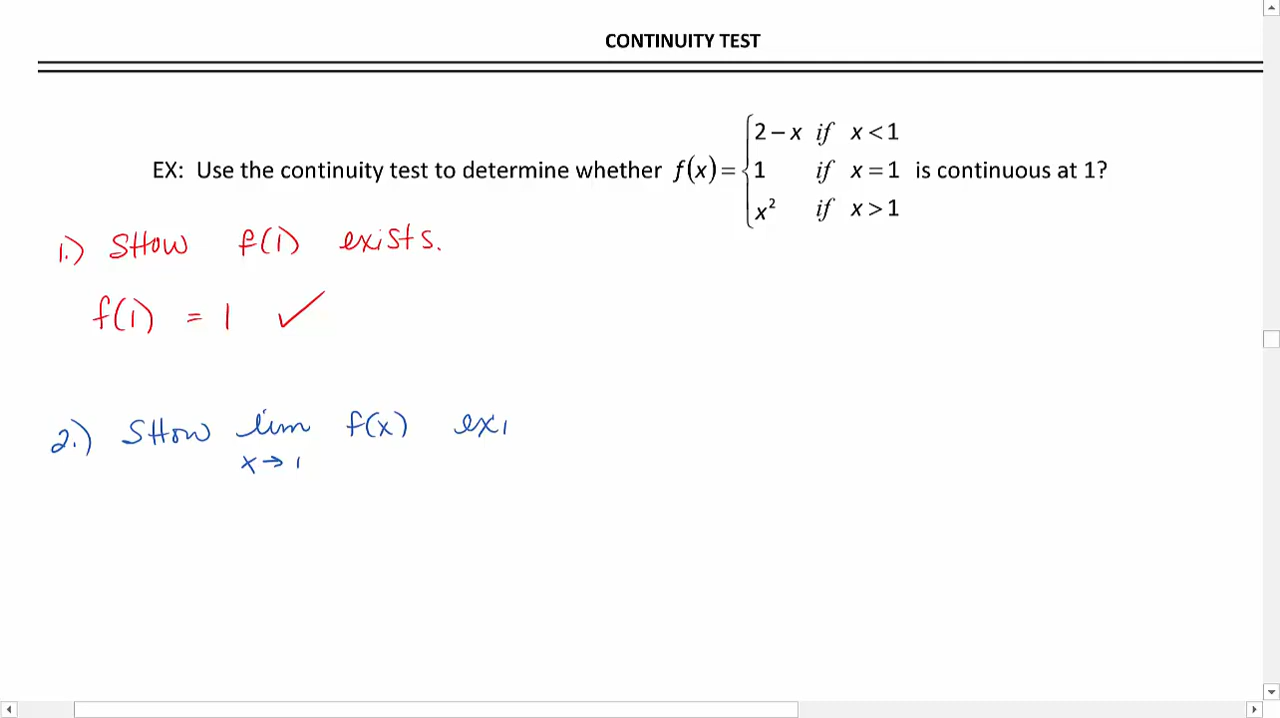 CONTINUITY TEST
EX: Use the continuity test to determine whether f(x) = { 2 – x if x < 1
1 if x = 1 is continuous at 1?
x² if x > 1
1.) SHOW f(1) exists.
f(1) = 1 ✓
2.) SHOW lim f(x) exi
x → 1